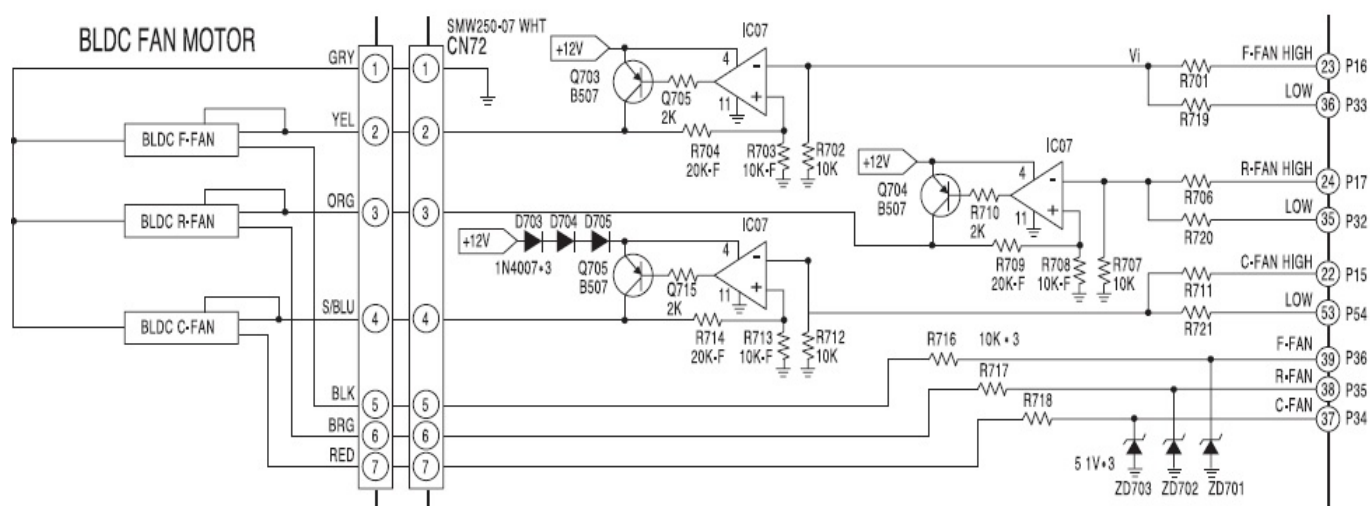 BLDC FAN MOTOR
SMW250-07 WHT
CN72
GRY
YEL
ORG
S/BLU
BLK
BRG
RED
1
2
3
4
5
6
7
1
2
3
4
5
6
7
BLDC F-FAN
BLDC R-FAN
BLDC C-FAN
+12V
Q703
B507
Q705
2K
IC07
4
-
+
11
R704
20K-F
R703
10K-F
R702
10K
Vi
R701
F-FAN HIGH
23
P16
R719
LOW
36
P33
+12V
Q704
B507
R710
2K
IC07
4
-
+
11
R709
20K-F
R708
10K-F
R707
10K
R706
R-FAN HIGH
24
P17
R720
LOW
35
P32
+12V
D703
D704
D705
1N4007*3
Q705
B507
Q715
2K
IC07
4
-
+
11
R714
20K-F
R713
10K-F
R712
10K
R711
C-FAN HIGH
22
P15
R721
LOW
53
P54
R716
10K*3
F-FAN
39
P36
R717
R-FAN
38
P35
R718
C-FAN
37
P34
5 1V*3
ZD703
ZD702
ZD701